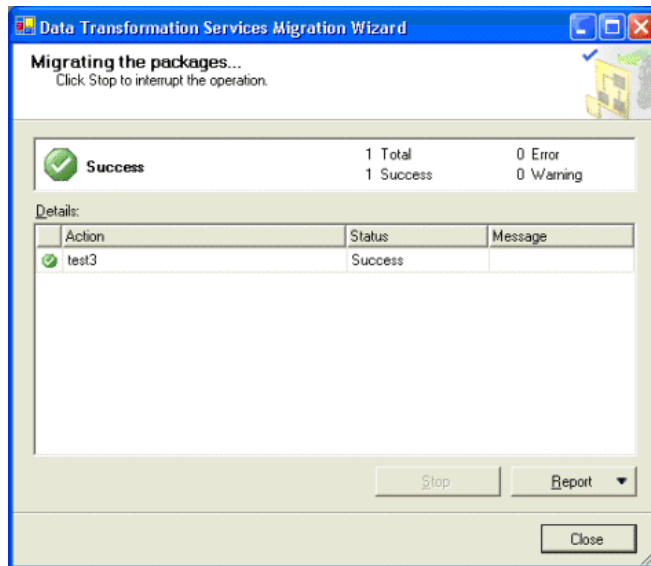 Data Transformation Services Migration Wizard
Migrating the packages...
Click Stop to interrupt the operation.
Success
1 Total
0 Error
1 Success
0 Warning
Details:
Action Status Message
test3 Success
Stop Report
Close